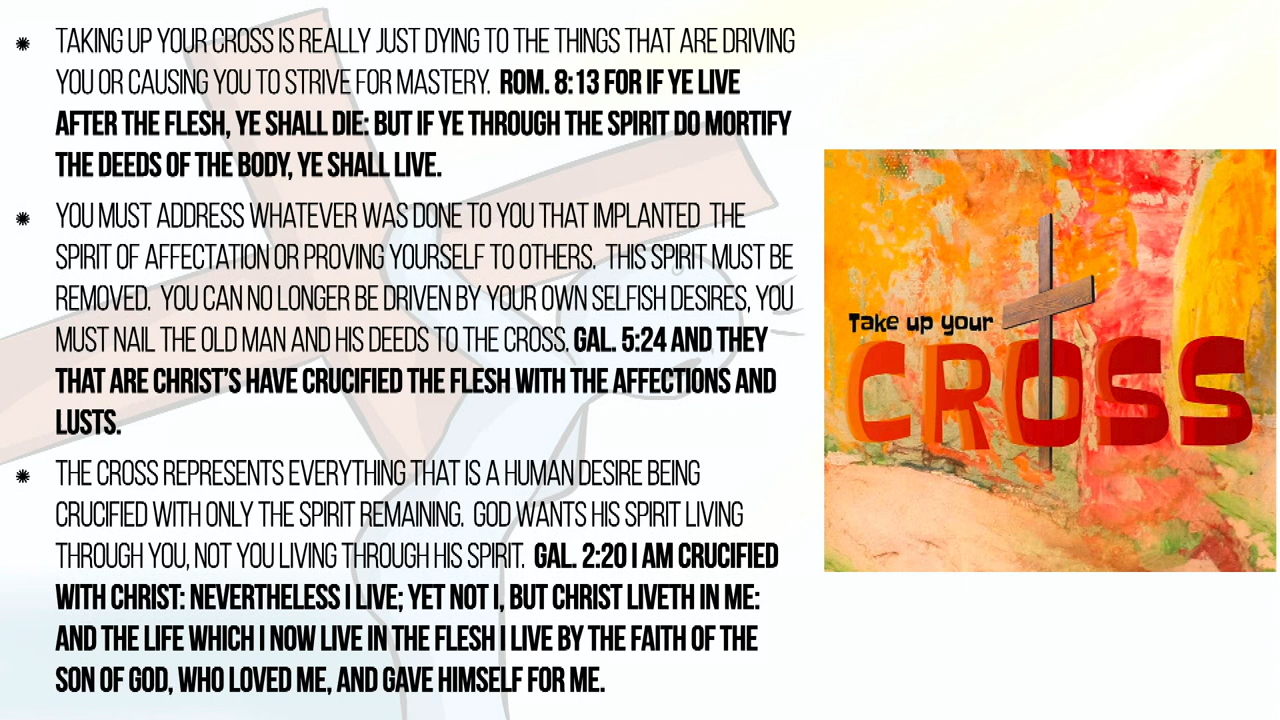 TAKING UP YOUR CROSS IS REALLY JUST DYING TO THE THINGS THAT ARE DRIVING
YOU OR CAUSING YOU TO STRIVE FOR MASTERY. ROM. 8:13 FOR IF YE LIVE
AFTER THE FLESH, YE SHALL DIE: BUT IF YE THROUGH THE SPIRIT DO MORTIFY
THE DEEDS OF THE BODY, YE SHALL LIVE.
YOU MUST ADDRESS WHATEVER WAS DONE TO YOU THAT IMPLANTED THE
SPIRIT OF AFFECTATION OR PROVING YOURSELF TO OTHERS. THIS SPIRIT MUST BE
REMOVED. YOU CAN NO LONGER BE DRIVEN BY YOUR OWN SELFISH DESIRES, YOU
MUST NAIL THE OLD MAN AND HIS DEEDS TO THE CROSS. GAL. 5:24 AND THEY
THAT ARE CHRIST'S HAVE CRUCIFIED THE FLESH WITH THE AFFECTIONS AND
LUSTS.
THE CROSS REPRESENTS EVERYTHING THAT IS A HUMAN DESIRE BEING
CRUCIFIED WITH ONLY THE SPIRIT REMAINING. GOD WANTS HIS SPIRIT LIVING
THROUGH YOU, NOT YOU LIVING THROUGH HIS SPIRIT. GAL. 2:20 I AM CRUCIFIED
WITH CHRIST: NEVERTHELESS I LIVE; YET NOT I, BUT CHRIST LIVETH IN ME:
AND THE LIFE WHICH I NOW LIVE IN THE FLESH I LIVE BY THE FAITH OF THE
SON OF GOD, WHO LOVED ME, AND GAVE HIMSELF FOR ME.
Take up your
CROSS